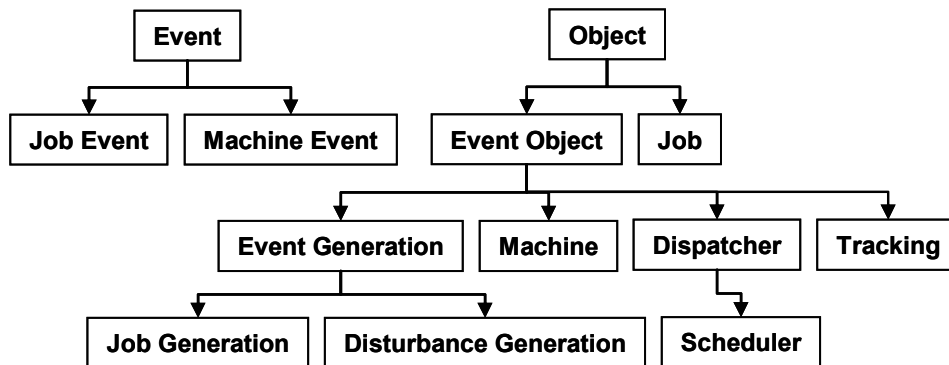 Event
Object
Job Event
Machine Event
Event Object
Job
Event Generation
Machine
Dispatcher
Tracking
Job Generation
Disturbance Generation
Scheduler